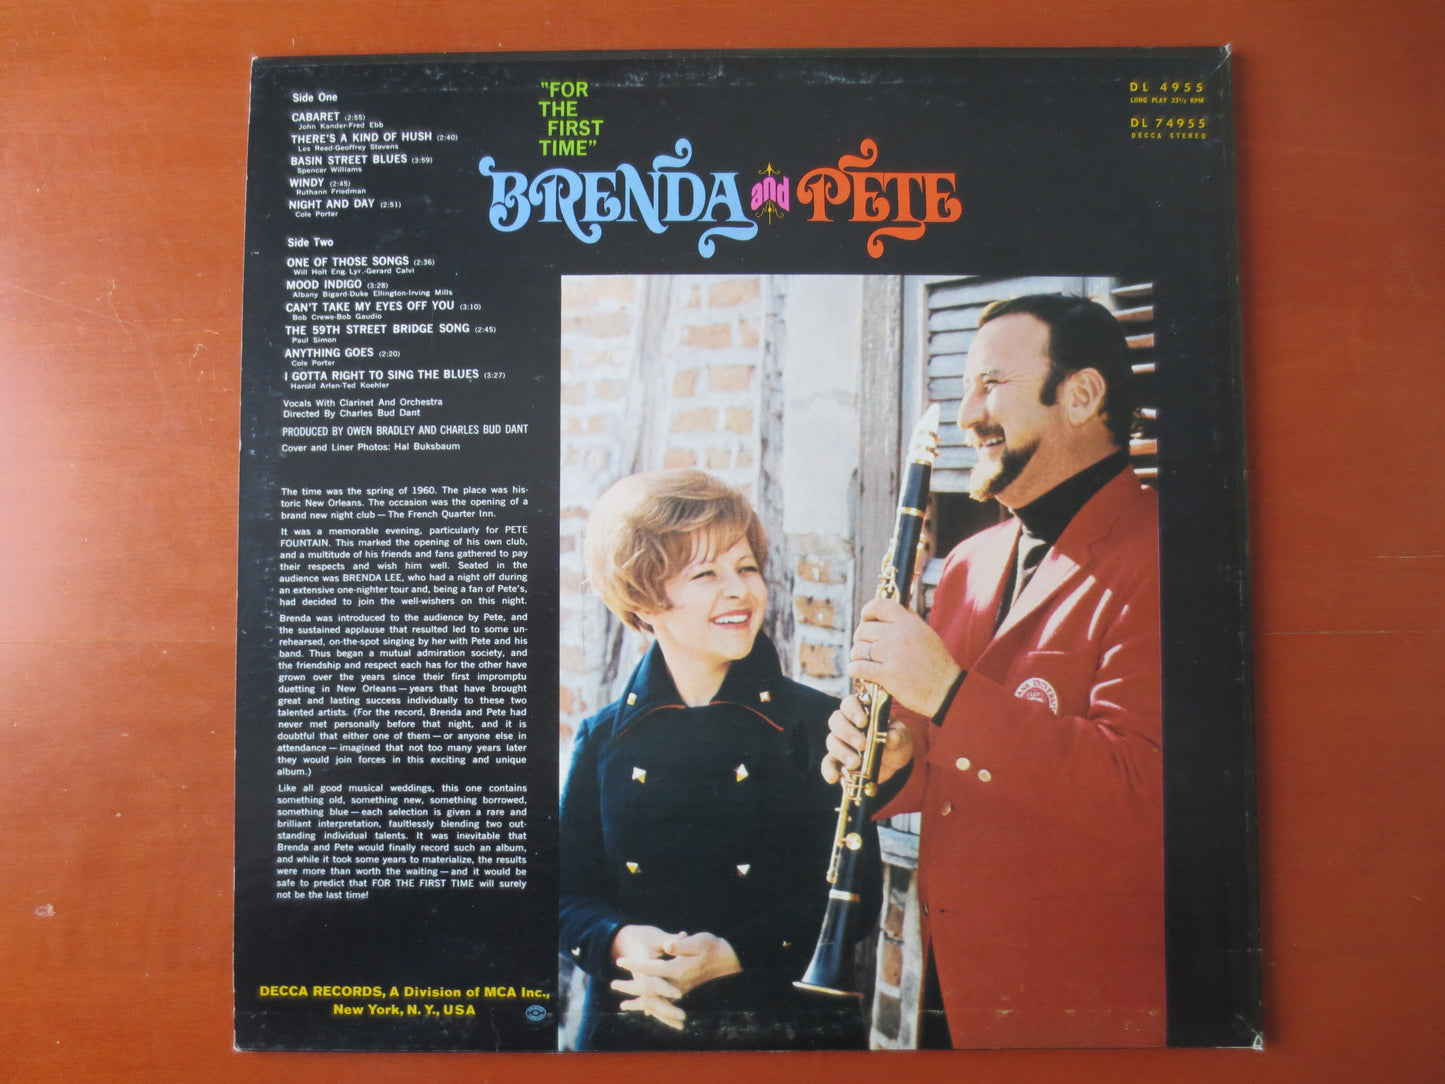 Side One
CABARET (2:55)
John Kander-Fred Ebb
THERE'S A KIND OF HUSH (2:40)
Les Reed-Geoffrey Stevens
BASIN STREET BLUES (3:59)
Spencer Williams
WINDY (2:45)
Ruthann Friedman
NIGHT AND DAY (2:51)
Cole Porter
Side Two
ONE OF THOSE SONGS (2:36)
Will Holt Eng. Lyr.-Gerard Calvi
MOOD INDIGO (3:28)
Albany Bigard-Duke Ellington-Irving Mills
CAN'T TAKE MY EYES OFF YOU (3:10)
Bob Crewe-Bob Gaudio
THE 59TH STREET BRIDGE SONG (2:45)
Paul Simon
ANYTHING GOES (2:20)
Cole Porter
I GOTTA RIGHT TO SING THE BLUES (3:27)
Harold Arlen-Ted Koehler
Vocals With Clarinet And Orchestra
Directed By Charles Bud Dant
PRODUCED BY OWEN BRADLEY AND CHARLES BUD DANT
Cover and Liner Photos: Hal Buksbaum
The time was the spring of 1960. The place was his-
toric New Orleans. The occasion was the opening of a
brand new night club — The French Quarter Inn.
It was a memorable evening, particularly for PETE
FOUNTAIN. This marked the opening of his own club,
and a multitude of his friends and fans gathered to pay
their respects and wish him well. Seated in the
audience was BRENDA LEE, who had a night off during
an extensive one-nighter tour and, being a fan of Pete's,
had decided to join the well-wishers on this night.
Brenda was introduced to the audience by Pete, and
the sustained applause that resulted led to some un-
rehearsed, on-the-spot singing by her with Pete and his
band. Thus began a mutual admiration society, and
the friendship and respect each has for the other have
grown over the years since their first impromptu
duetting in New Orleans — years that have brought
great and lasting success individually to these two
talented artists. (For the record, Brenda and Pete had
never met personally before that night, and it is
doubtful that either one of them — or anyone else in
attendance — imagined that not too many years later
they would join forces in this exciting and unique
album.)
Like all good musical weddings, this one contains
something old, something new, something borrowed,
something blue — each selection is given a rare and
brilliant interpretation, faultlessly blending two out-
standing individual talents. It was inevitable that
Brenda and Pete would finally record such an album,
and while it took some years to materialize, the results
were more than worth the waiting — and it would be
safe to predict that FOR THE FIRST TIME will surely
not be the last time!
DECCA RECORDS, A Division of MCA Inc.,
New York, N. Y., USA
"FOR
THE
FIRST
TIME"
BRENDA and PETE
DL 4955
LONG PLAY 33⅓ RPM
DL 74955
DECCA STEREO